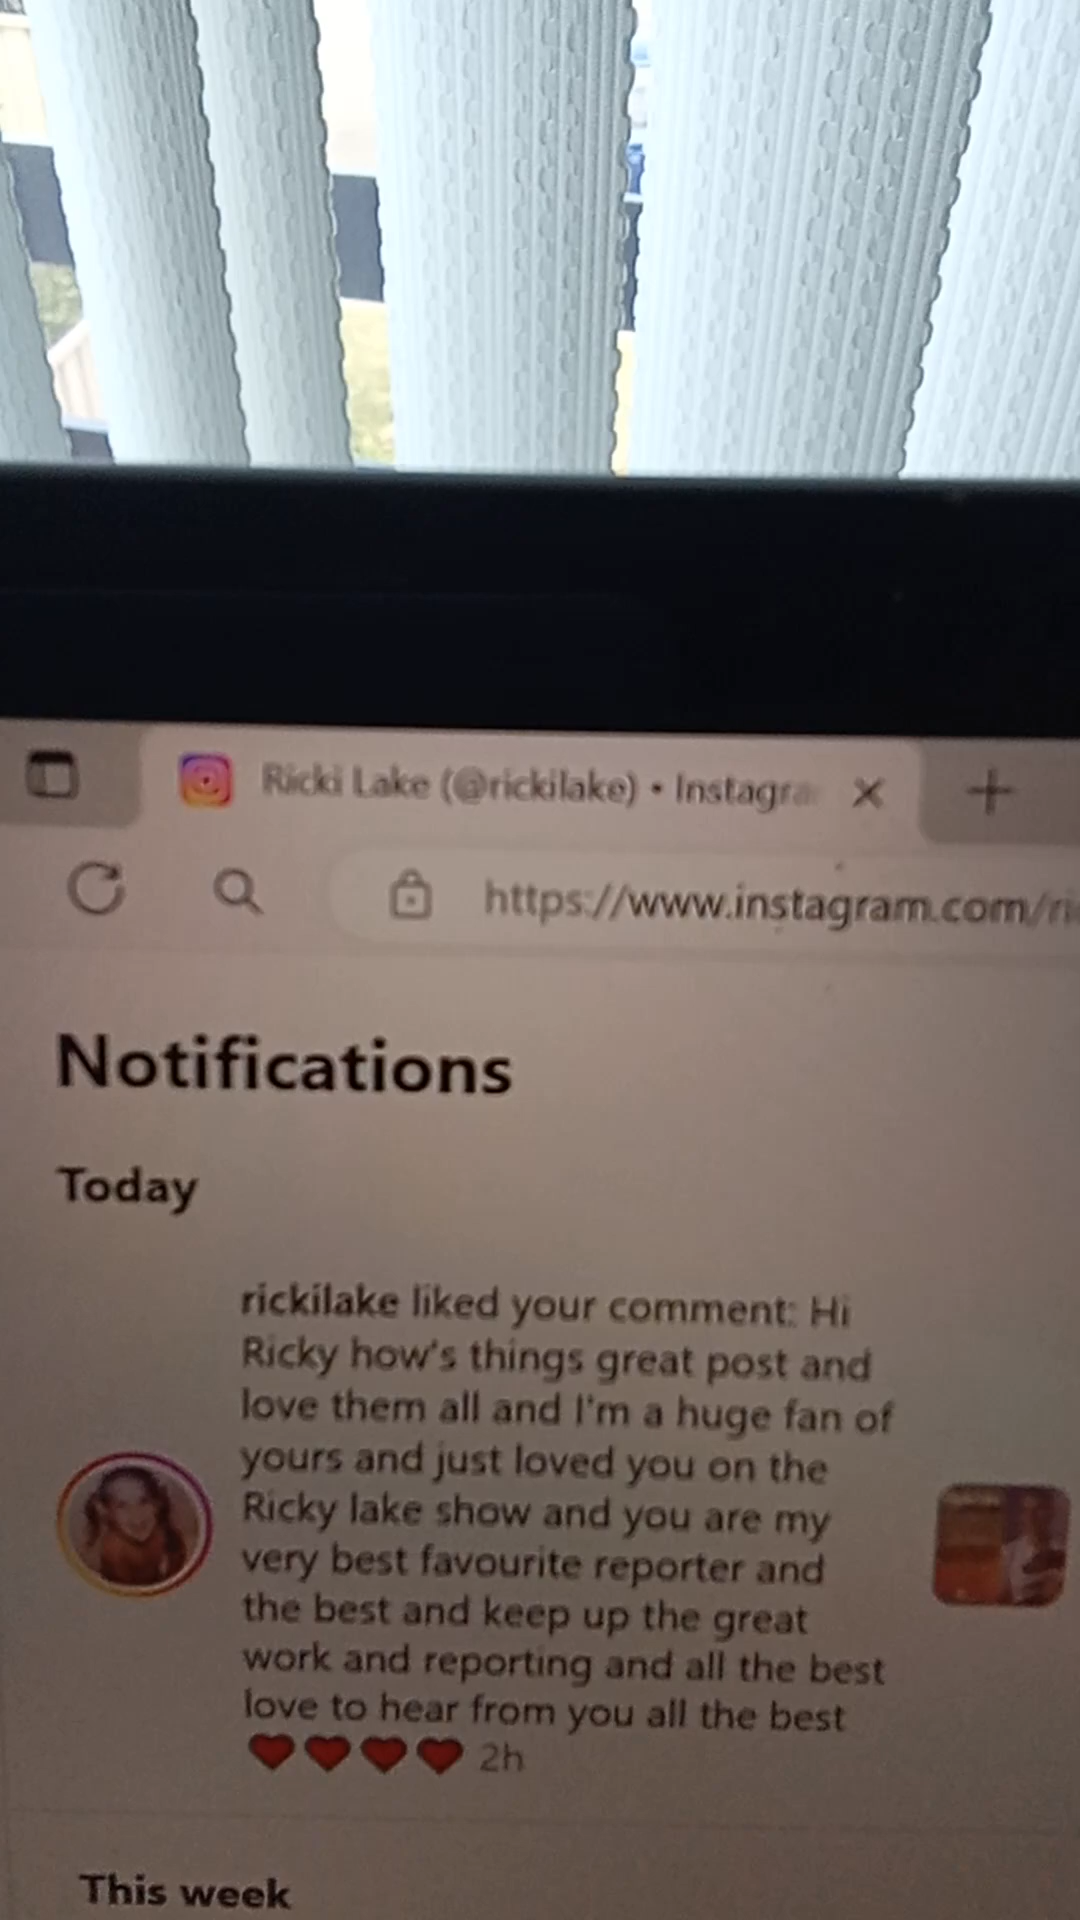 Ricki Lake (@rickilake) • Instagra
https://www.instagram.com/ri
Notifications
Today
rickilake liked your comment: Hi
Ricky how's things great post and
love them all and I'm a huge fan of
yours and just loved you on the
Ricky lake show and you are my
very best favourite reporter and
the best and keep up the great
work and reporting and all the best
love to hear from you all the best
❤❤❤❤ 2h
This week